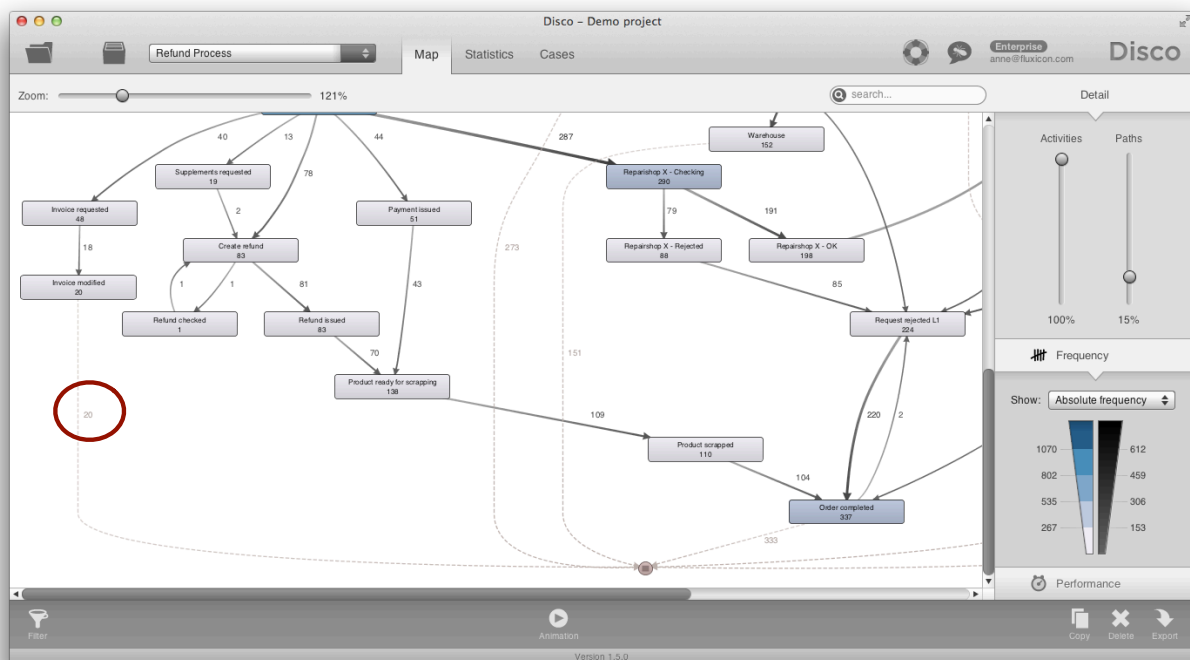 Disco – Demo project
Refund Process
Map
Statistics
Cases
Enterprise
anne@fluxicon.com
Disco
Zoom:
121%
search...
Detail
40
13
44
287
78
Warehouse
152
Supplements requested
19
Reparishop X - Checking
290
Invoice requested
48
2
Payment issued
51
79
191
18
Create refund
83
273
Repairshop X - Rejected
88
Repairshop X - OK
198
Invoice modified
20
1
1
81
43
85
Refund checked
1
Refund issued
83
Request rejected L1
224
70
151
Product ready for scrapping
138
20
109
220
2
Product scrapped
110
104
Order completed
337
333
Activities
Paths
100%
15%
Frequency
Show:
Absolute frequency
1070
612
802
459
535
306
267
153
Performance
Filter
Animation
Copy
Delete
Export
Version 1.5.0